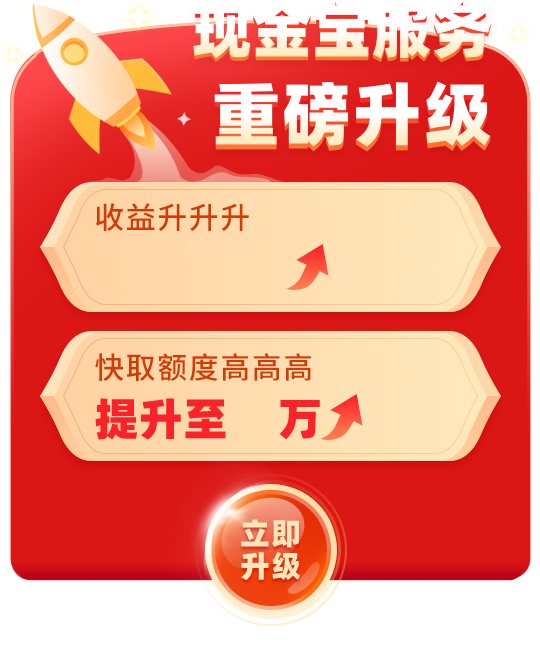 现金宝服务
重磅升级
收益升升升
快取额度高高高
提升至 万
立即
升级